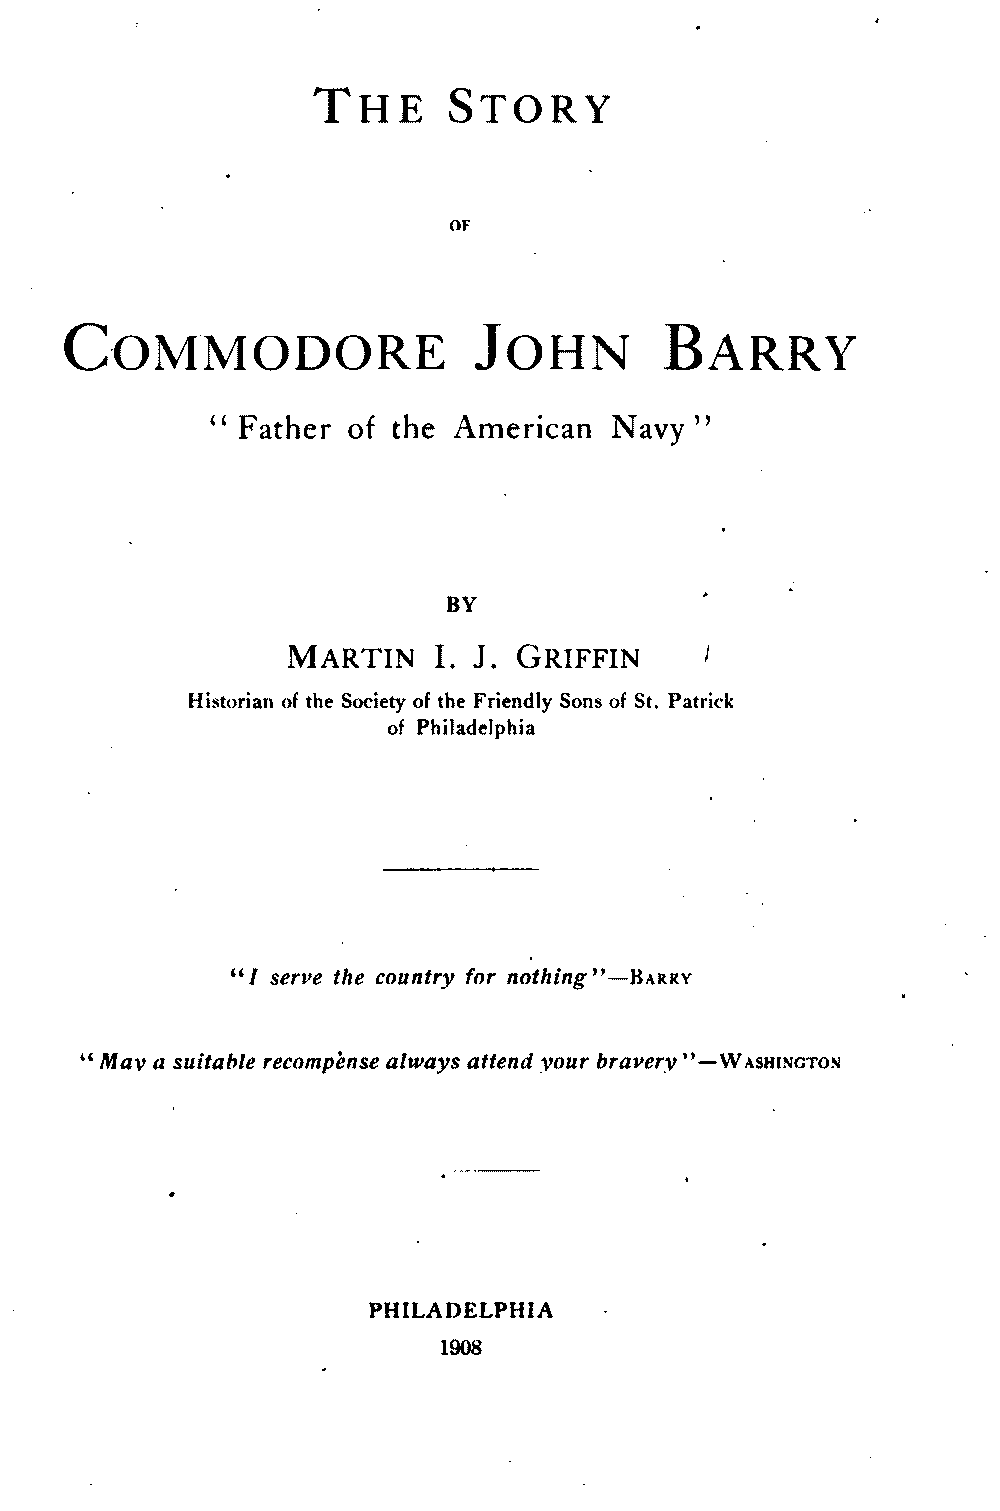 THE STORY
OF
COMMODORE JOHN BARRY
"Father of the American Navy"
BY
MARTIN I. J. GRIFFIN
Historian of the Society of the Friendly Sons of St. Patrick
of Philadelphia
"I serve the country for nothing"—BARRY
"May a suitable recompense always attend your bravery"—WASHINGTON
PHILADELPHIA
1908